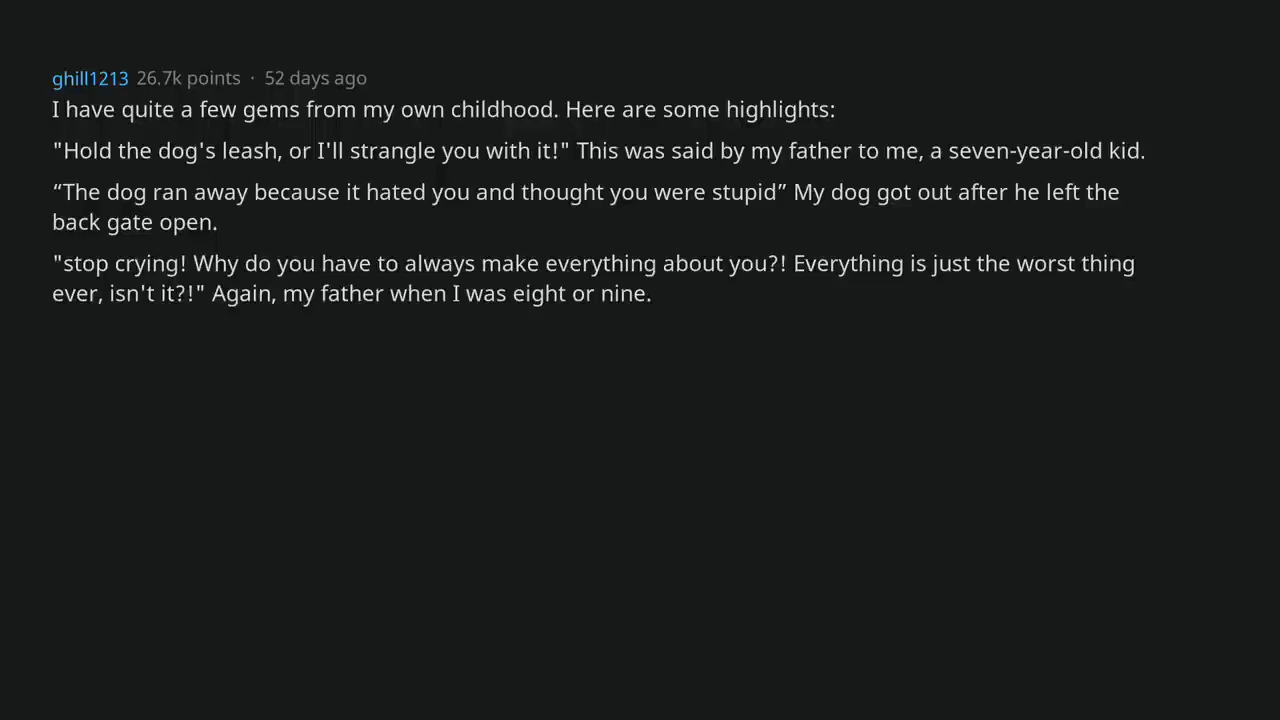 ghill1213 26.7k points · 52 days ago
I have quite a few gems from my own childhood. Here are some highlights:
"Hold the dog's leash, or I'll strangle you with it!" This was said by my father to me, a seven-year-old kid.
“The dog ran away because it hated you and thought you were stupid” My dog got out after he left the
back gate open.
"stop crying! Why do you have to always make everything about you?! Everything is just the worst thing
ever, isn't it?!" Again, my father when I was eight or nine.